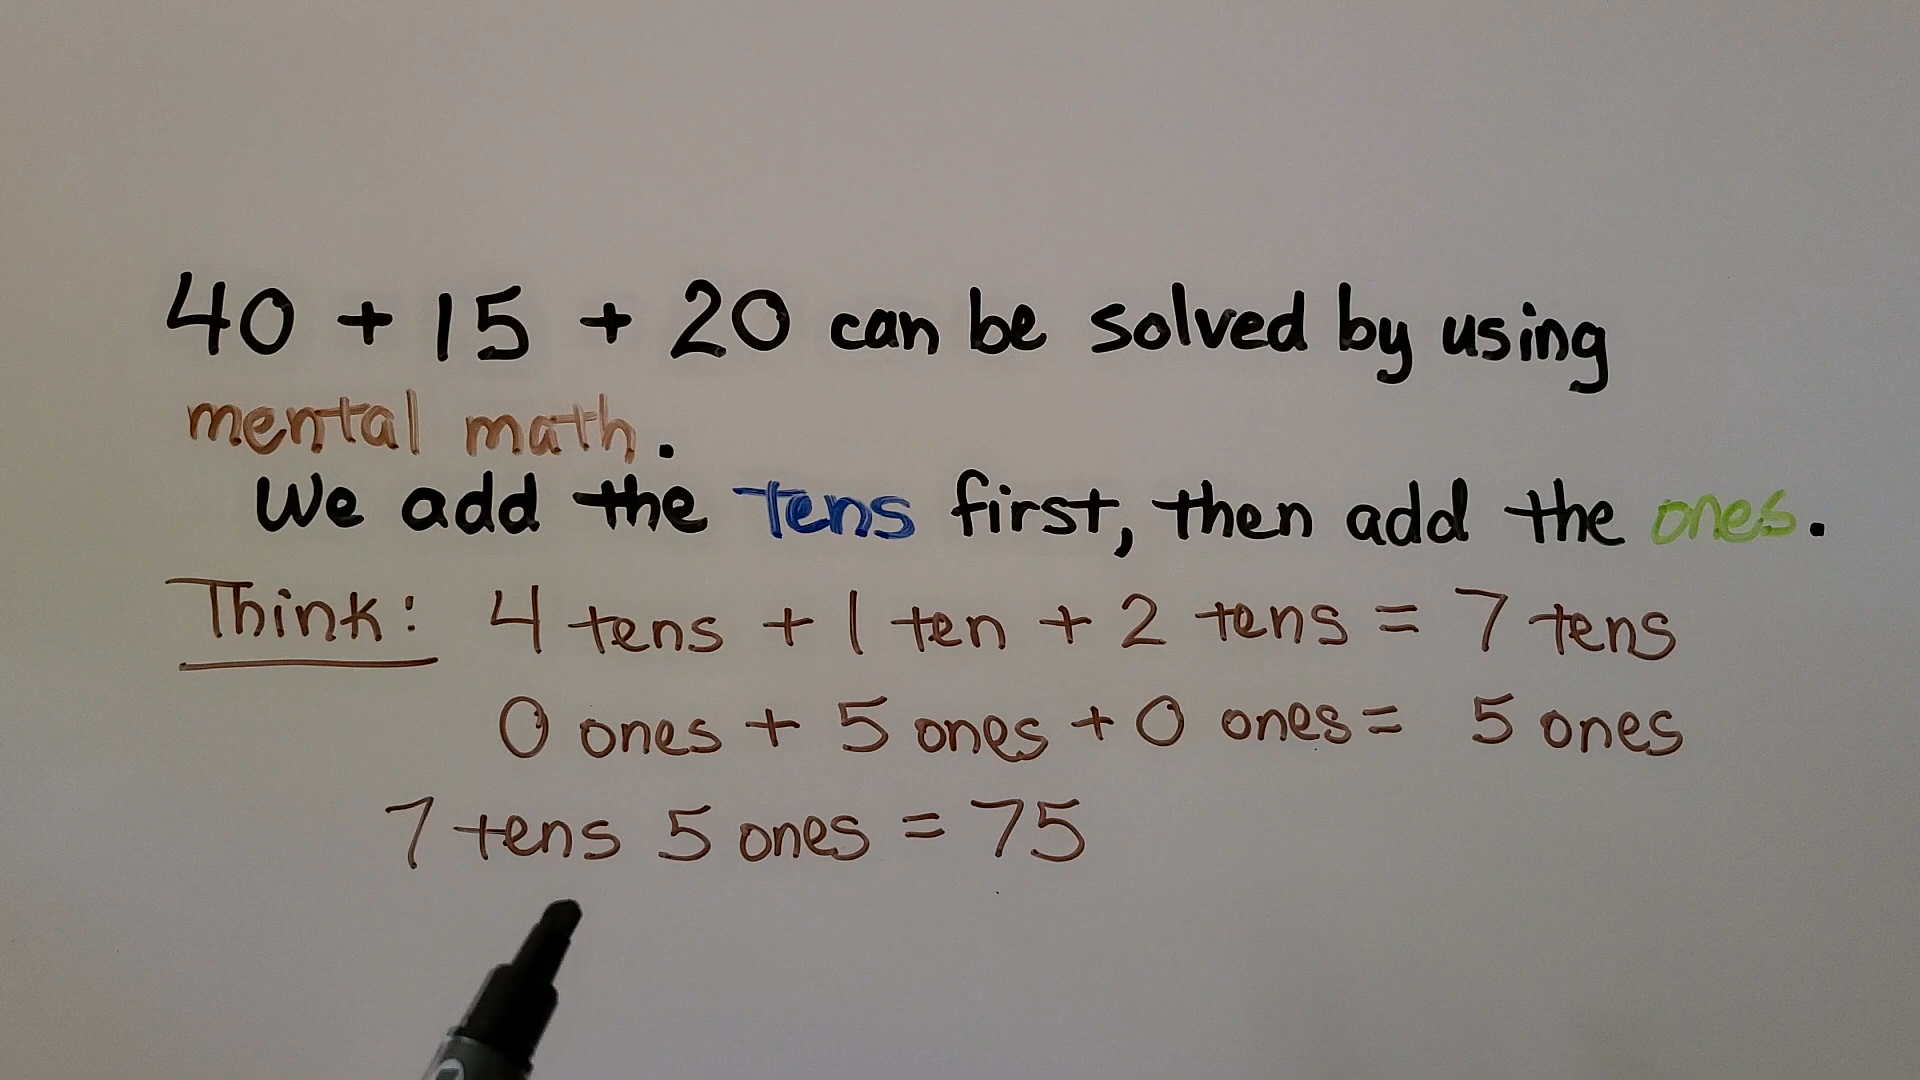 40 + 15 + 20 can be solved by using
mental math.
We add the tens first, then add the ones.
Think: 4 tens + 1 ten + 2 tens = 7 tens
0 ones + 5 ones + 0 ones = 5 ones
7 tens 5 ones = 75